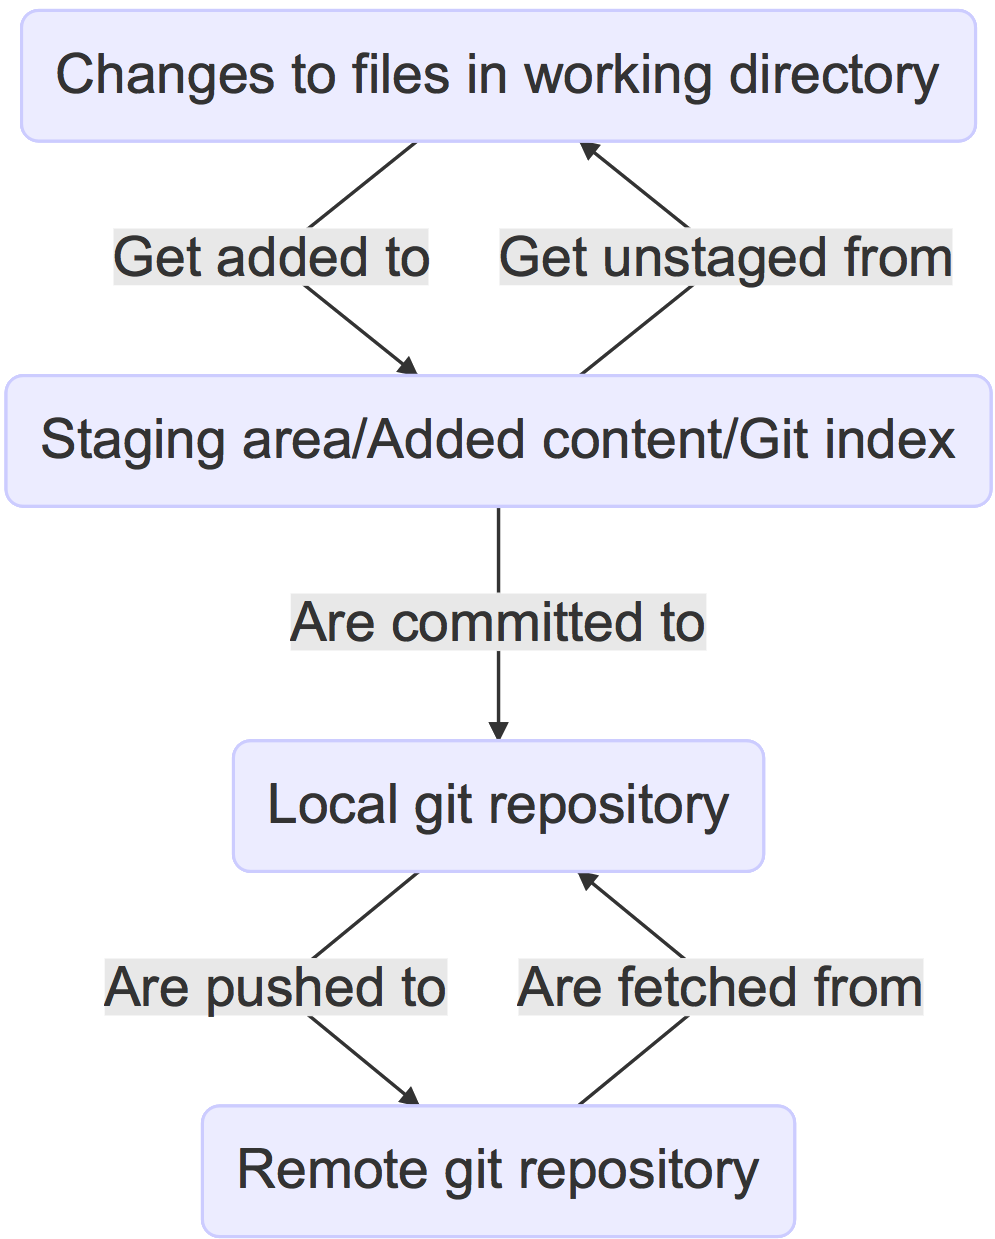 Changes to files in working directory
Get added to
Get unstaged from
Staging area/Added content/Git index
Are committed to
Local git repository
Are pushed to
Are fetched from
Remote git repository